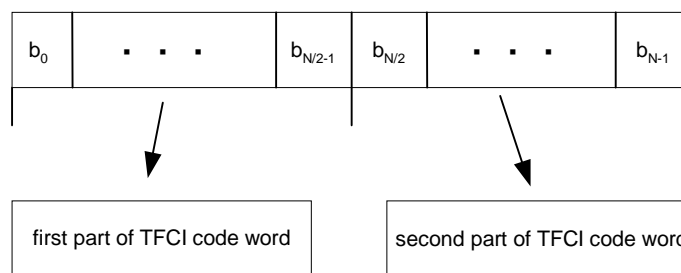 b0 . . . bN/2-1 bN/2 . . . bN-1
first part of TFCI code word second part of TFCI code word